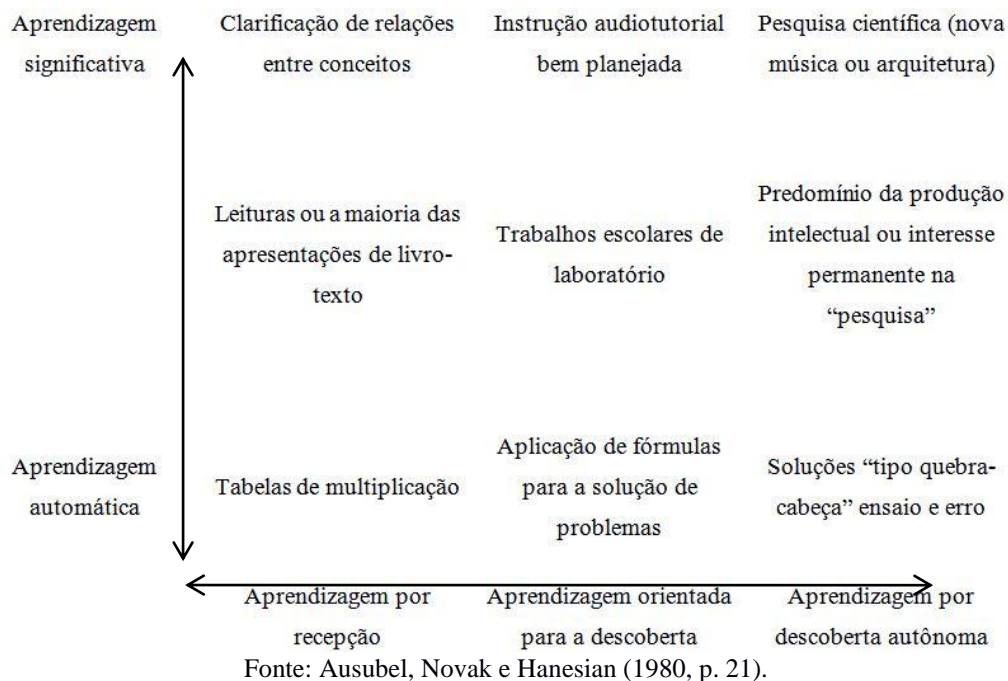 Aprendizagem
significativa
Clarificação de relações
entre conceitos
Instrução audiotutorial
bem planejada
Pesquisa científica (nova
música ou arquitetura)
Leituras ou a maioria das
apresentações de livro-
texto
Trabalhos escolares de
laboratório
Predomínio da produção
intelectual ou interesse
permanente na
“pesquisa”
Aprendizagem
automática
Tabelas de multiplicação
Aplicação de fórmulas
para a solução de
problemas
Soluções “tipo quebra-
cabeça” ensaio e erro
Aprendizagem por
recepção
Aprendizagem orientada
para a descoberta
Aprendizagem por
descoberta autônoma
Fonte: Ausubel, Novak e Hanesian (1980, p. 21).